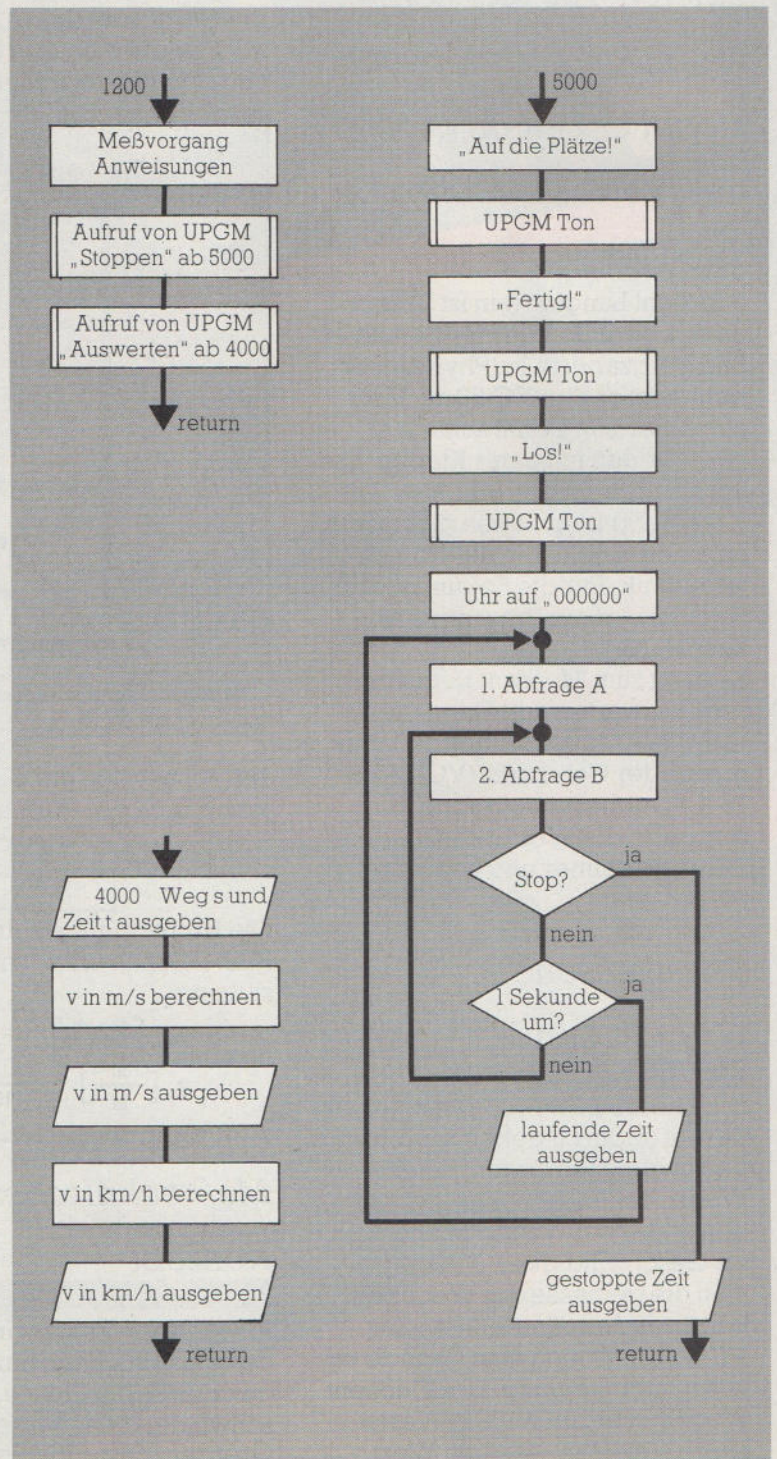 1200
Meßvorgang
Anweisungen
Aufruf von UPGM
„Stoppen“ ab 5000
Aufruf von UPGM
„Auswerten“ ab 4000
return
4000 Weg s und
Zeit t ausgeben
v in m/s berechnen
v in m/s ausgeben
v in km/h berechnen
v in km/h ausgeben
return
5000
„Auf die Plätze!“
UPGM Ton
„Fertig!“
UPGM Ton
„Los!“
UPGM Ton
Uhr auf „000000“
1. Abfrage A
2. Abfrage B
Stop?
ja
nein
1 Sekunde
um?
ja
nein
laufende Zeit
ausgeben
gestoppte Zeit
ausgeben
return